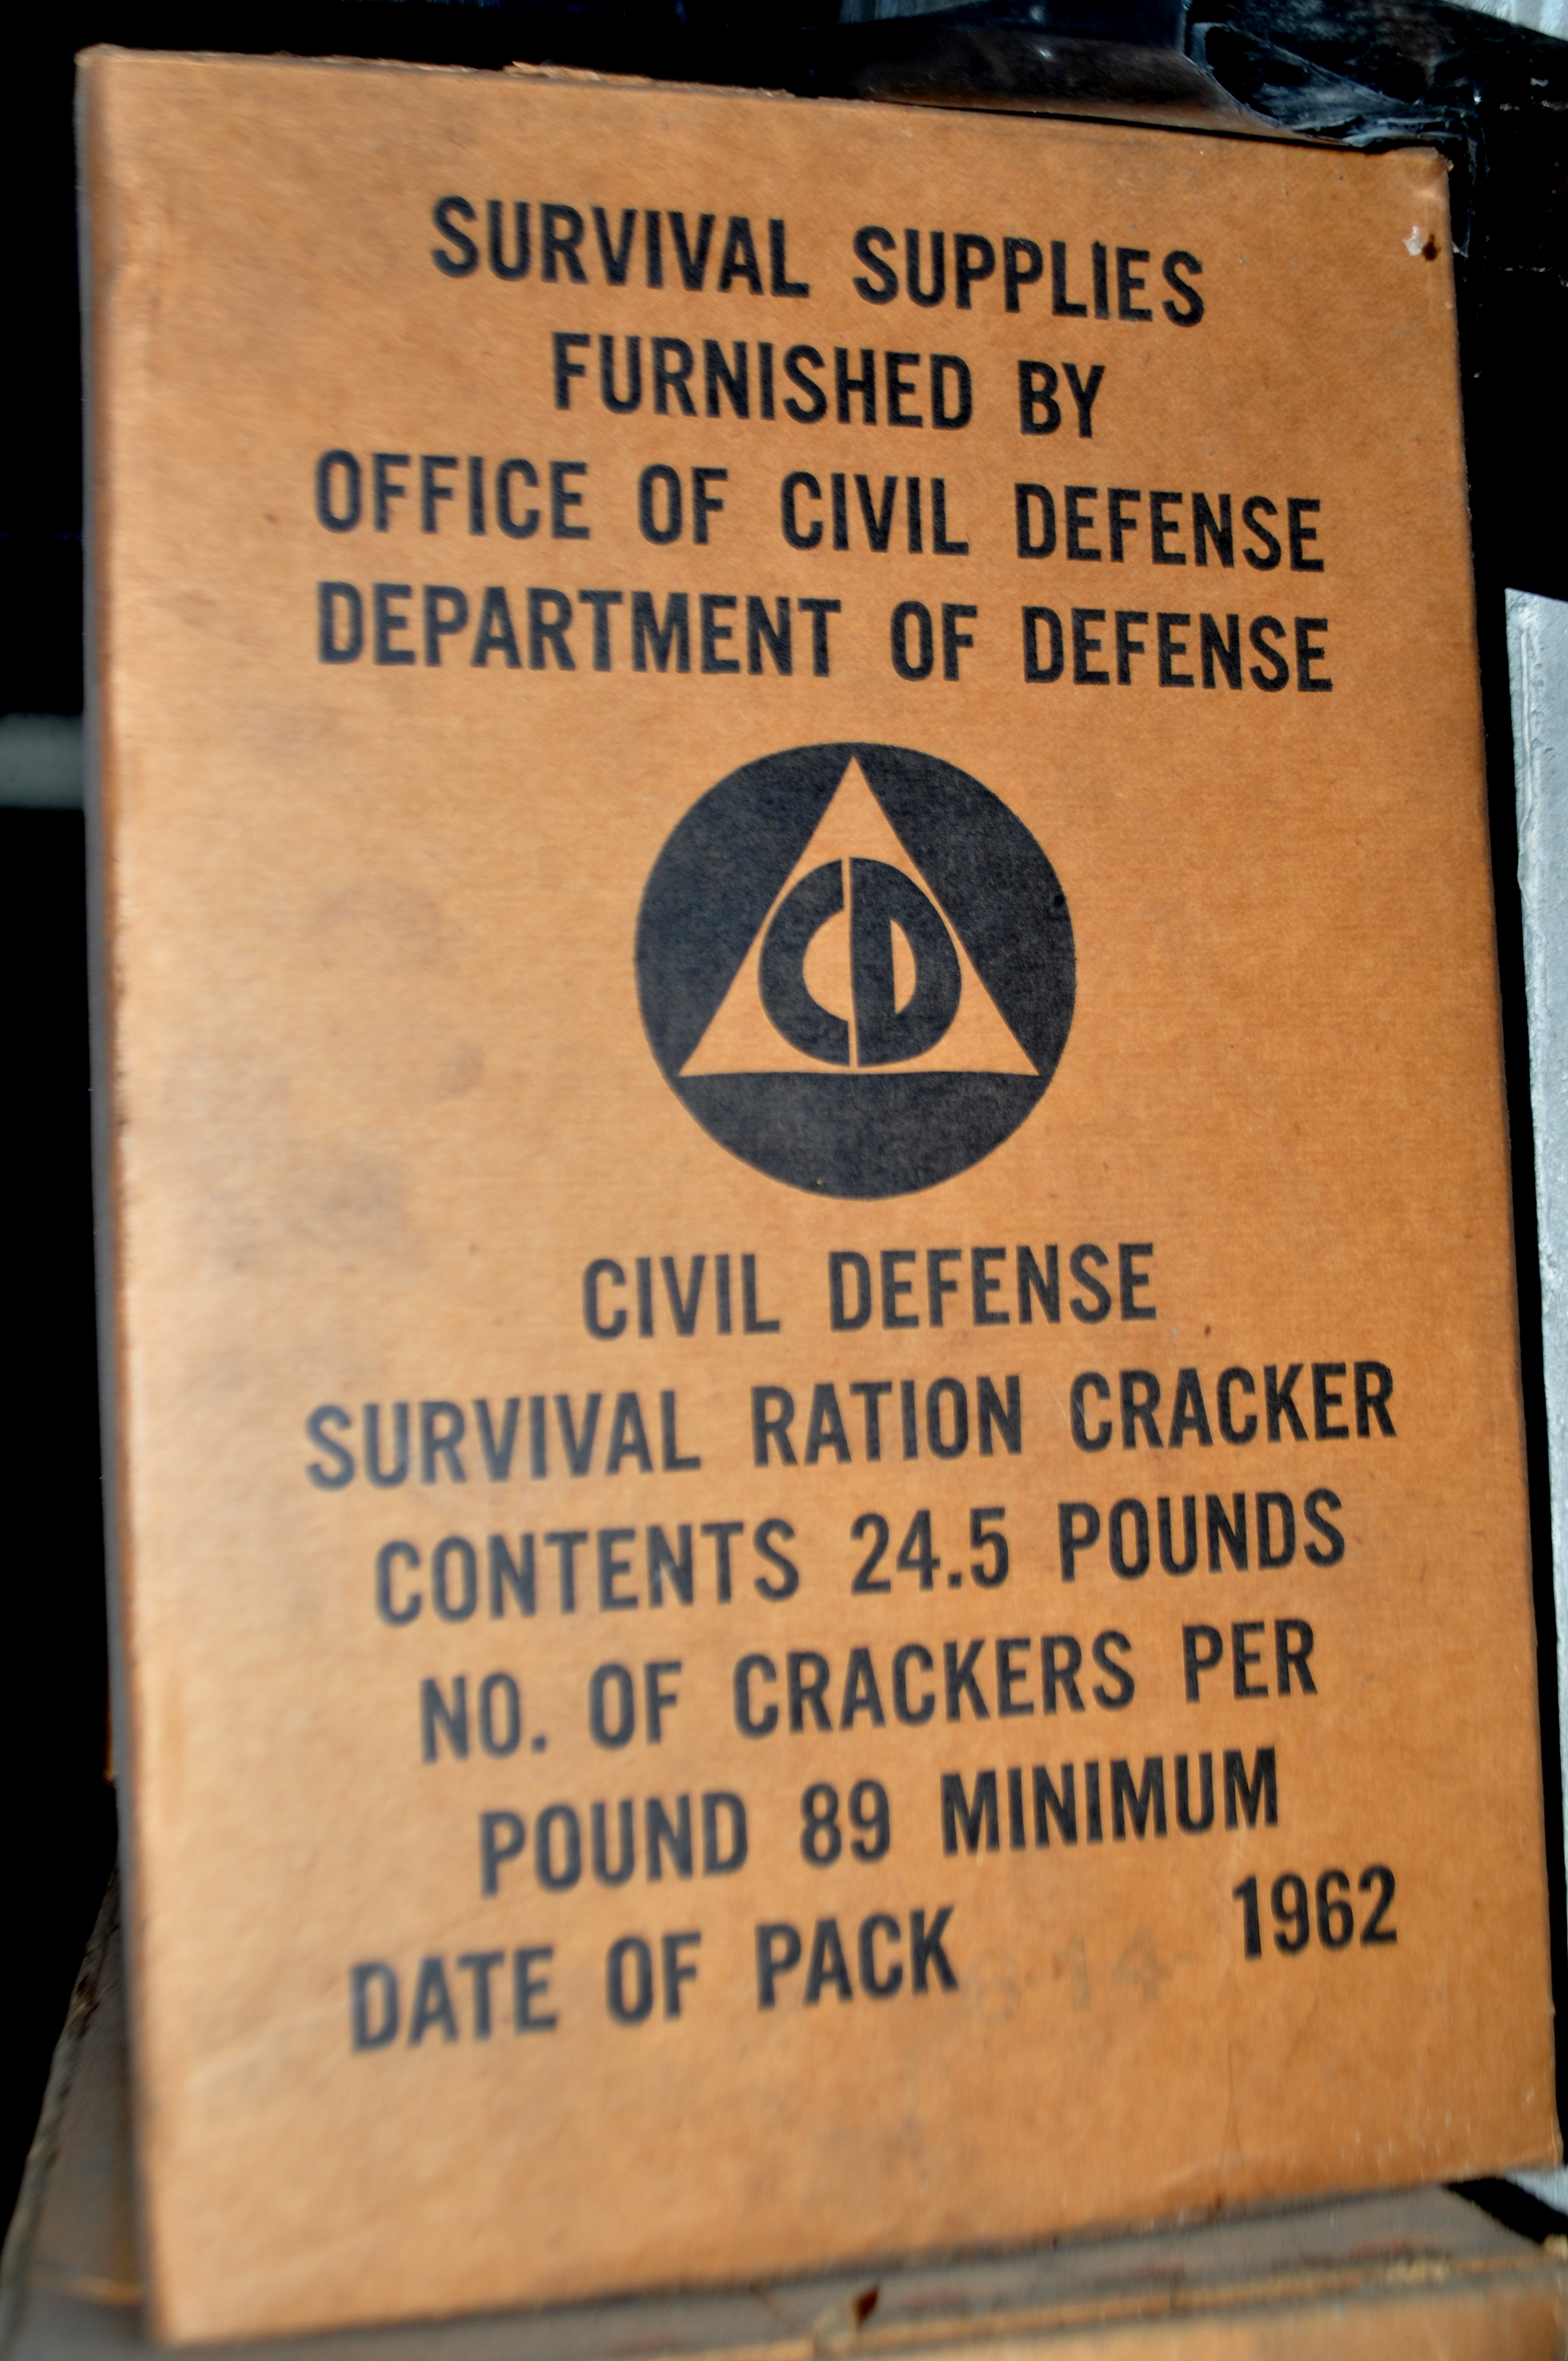 SURVIVAL SUPPLIES
FURNISHED BY
OFFICE OF CIVIL DEFENSE
DEPARTMENT OF DEFENSE
CD
CIVIL DEFENSE
SURVIVAL RATION CRACKER
CONTENTS 24.5 POUNDS
NO. OF CRACKERS PER
POUND 89 MINIMUM
DATE OF PACK 1962